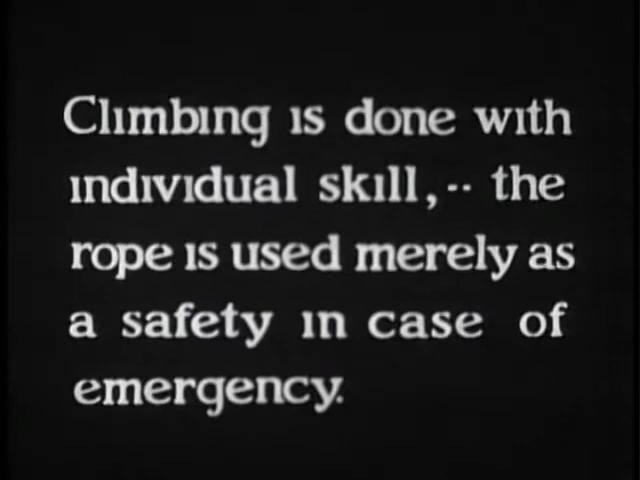 Climbing is done with
individual skill, -- the
rope is used merely as
a safety in case of
emergency.